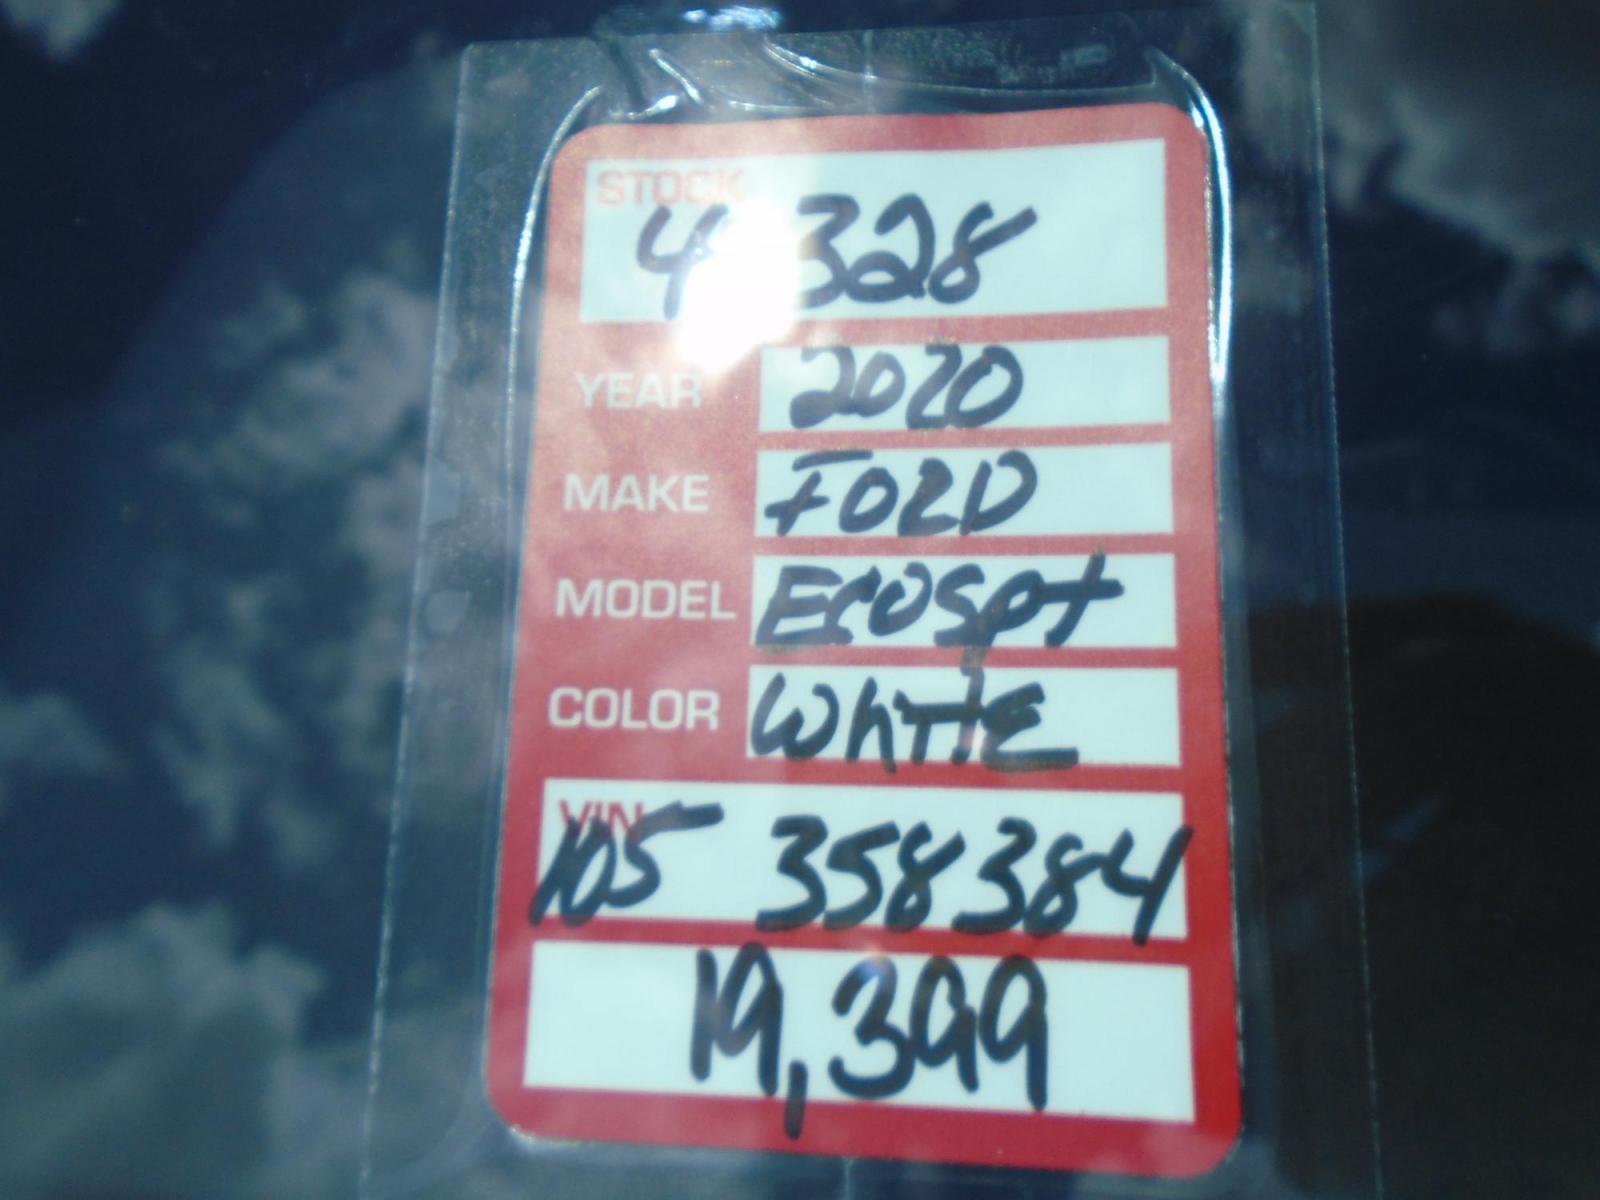 STOCK
4 328
YEAR 2020
MAKE FORD
MODEL Ecospt
COLOR WhITE
VIN
105 358384
19,399